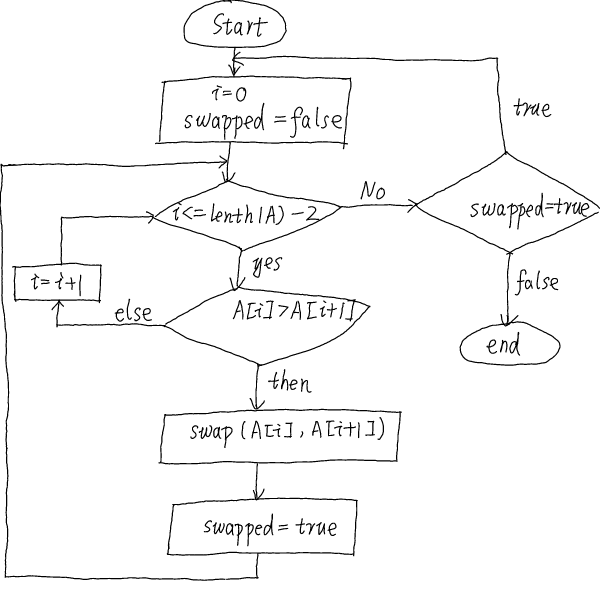 Start
i=0
swapped=false
true
i<=lenth(A)-2
No
swapped=true
yes
i=i+1
else
A[i]>A[i+1]
false
end
then
swap(A[i], A[i+1])
swapped=true